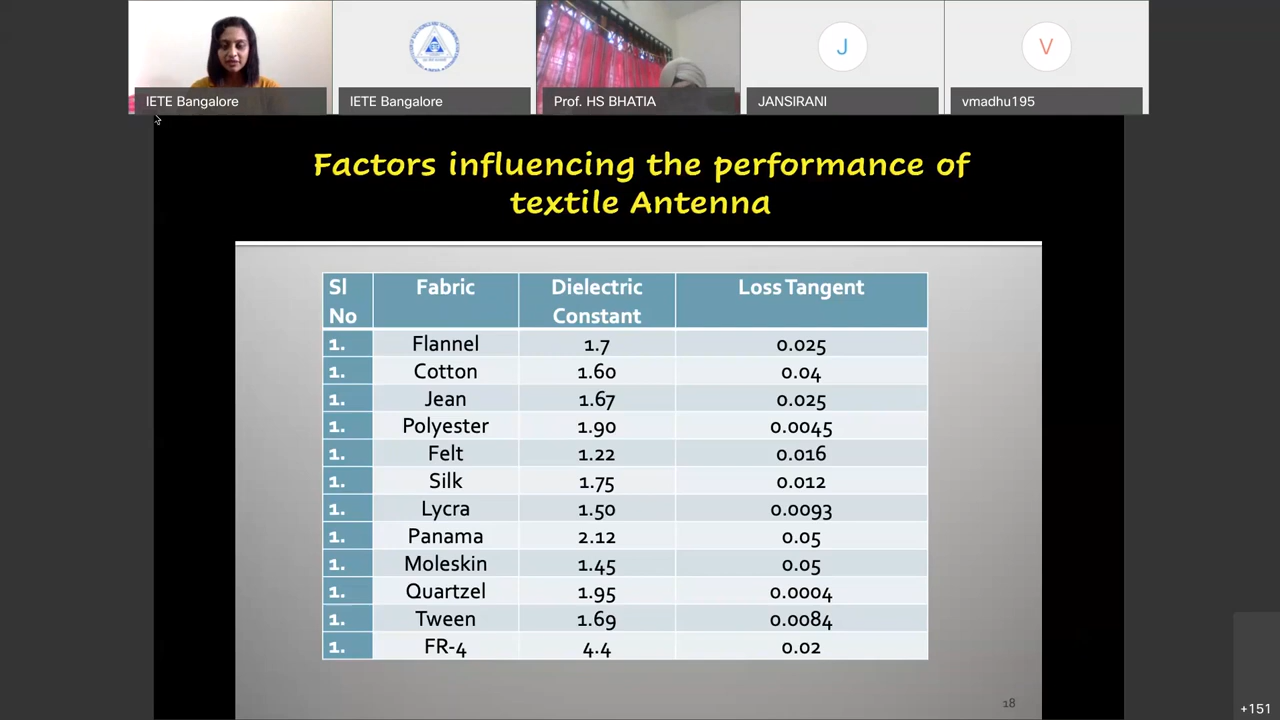 IETE Bangalore
IETE Bangalore
Prof. HS BHATIA
J
JANSIRANI
V
vmadhu195
Factors influencing the performance of
textile Antenna
Sl No Fabric Dielectric Constant Loss Tangent
1. Flannel 1.7 0.025
1. Cotton 1.60 0.04
1. Jean 1.67 0.025
1. Polyester 1.90 0.0045
1. Felt 1.22 0.016
1. Silk 1.75 0.012
1. Lycra 1.50 0.0093
1. Panama 2.12 0.05
1. Moleskin 1.45 0.05
1. Quartzel 1.95 0.0004
1. Tween 1.69 0.0084
1. FR-4 4.4 0.02
18
+151